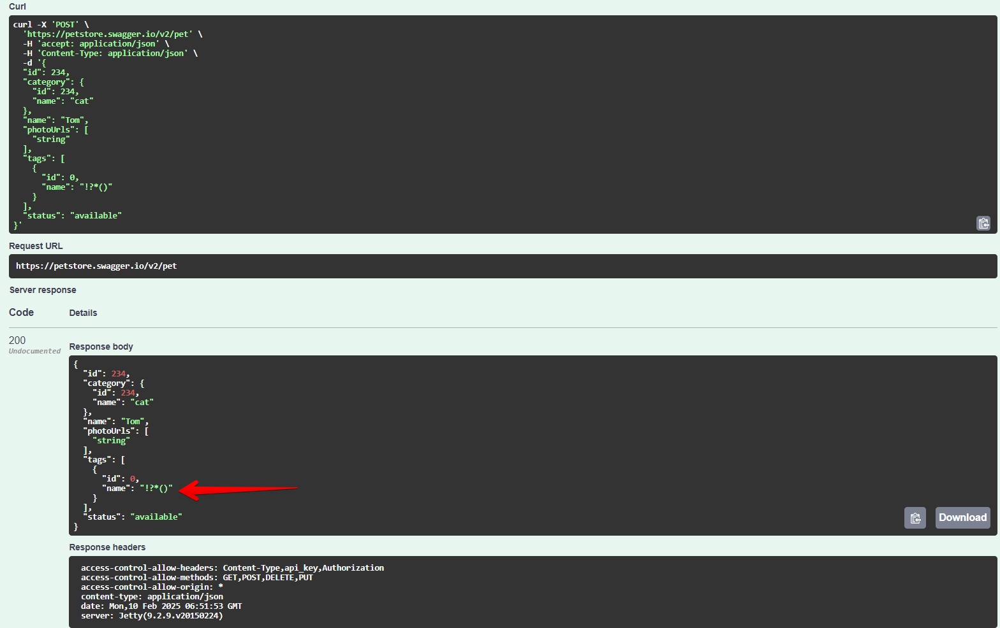 Curl
curl -X 'POST' \
  'https://petstore.swagger.io/v2/pet' \
  -H 'accept: application/json' \
  -H 'Content-Type: application/json' \
  -d '{
  "id": 234,
  "category": {
    "id": 234,
    "name": "cat"
  },
  "name": "Tom",
  "photoUrls": [
    "string"
  ],
  "tags": [
    {
      "id": 0,
      "name": "!?*()"
    }
  ],
  "status": "available"
}'
Request URL
https://petstore.swagger.io/v2/pet
Server response
Code Details
200
Undocumented
Response body
{
  "id": 234,
  "category": {
    "id": 234,
    "name": "cat"
  },
  "name": "Tom",
  "photoUrls": [
    "string"
  ],
  "tags": [
    {
      "id": 0,
      "name": "!?*()"
    }
  ],
  "status": "available"
}
Download
Response headers
access-control-allow-headers: Content-Type,api_key,Authorization
access-control-allow-methods: GET,POST,DELETE,PUT
access-control-allow-origin: *
content-type: application/json
date: Mon,10 Feb 2025 06:51:53 GMT
server: Jetty(9.2.9.v20150224)